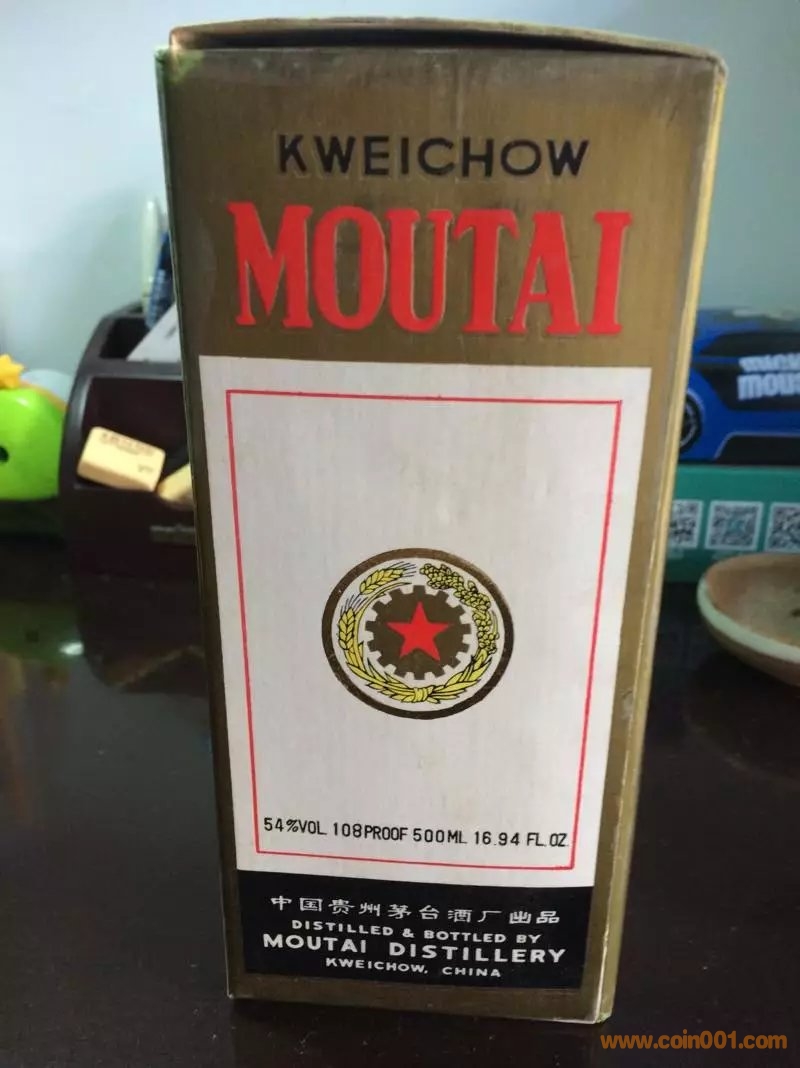 KWEICHOW
MOUTAI
54%VOL. 108PROOF 500ML. 16.94 FL.OZ.
中国贵州茅台酒厂出品
DISTILLED & BOTTLED BY
MOUTAI DISTILLERY
KWEICHOW, CHINA
www.coin001.com